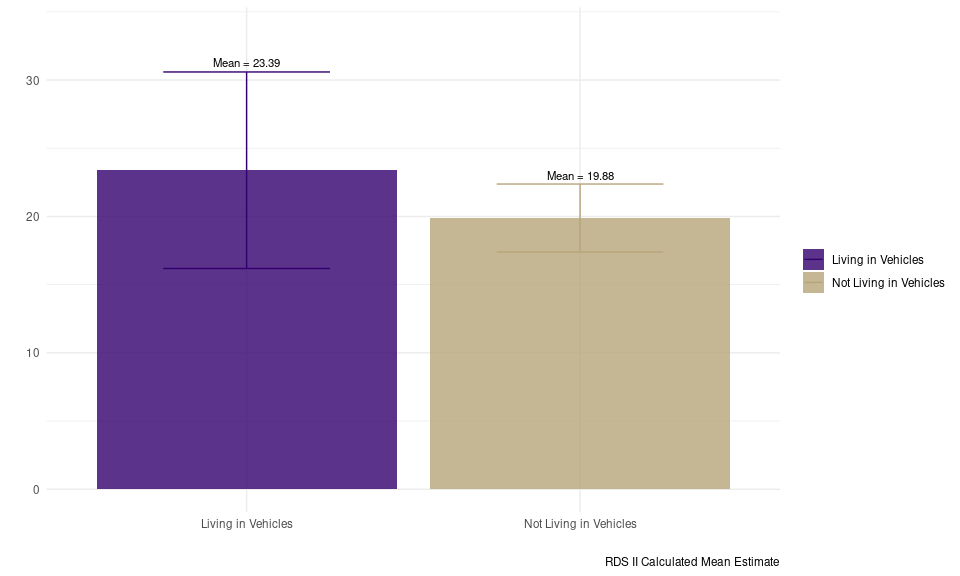 Mean = 23.39
30
Mean = 19.88
20
10
0
Living in Vehicles
Not Living in Vehicles
Living in Vehicles
Not Living in Vehicles
RDS II Calculated Mean Estimate